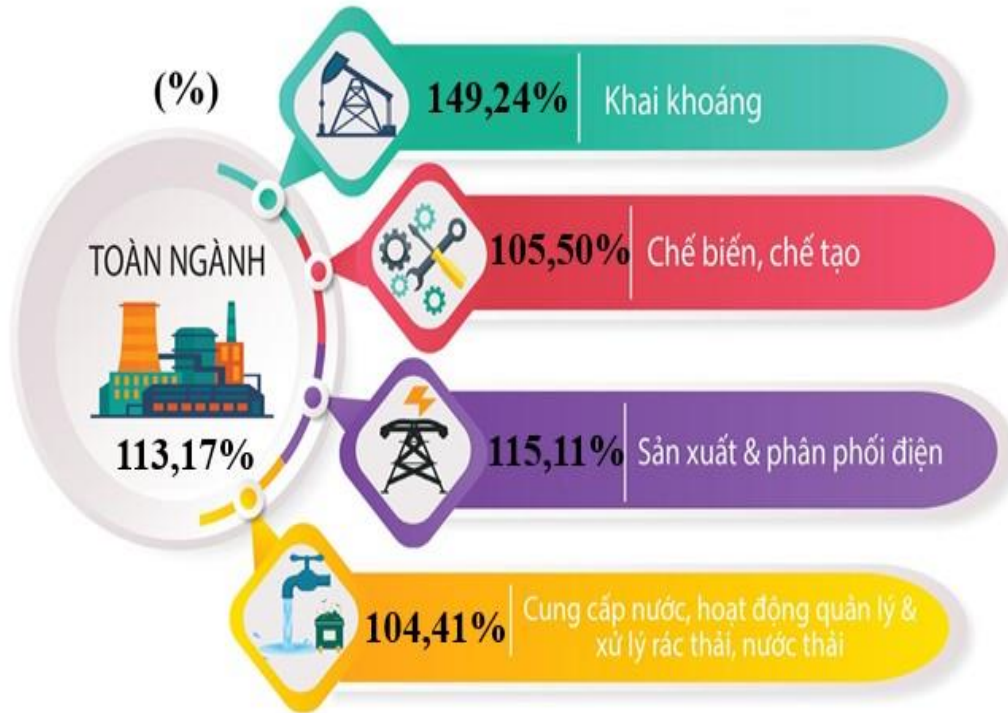 (%)
TOÀN NGÀNH
113,17%
149,24% Khai khoáng
105,50% Chế biến, chế tạo
115,11% Sản xuất & phân phối điện
104,41% Cung cấp nước, hoạt động quản lý &
xử lý rác thải, nước thải